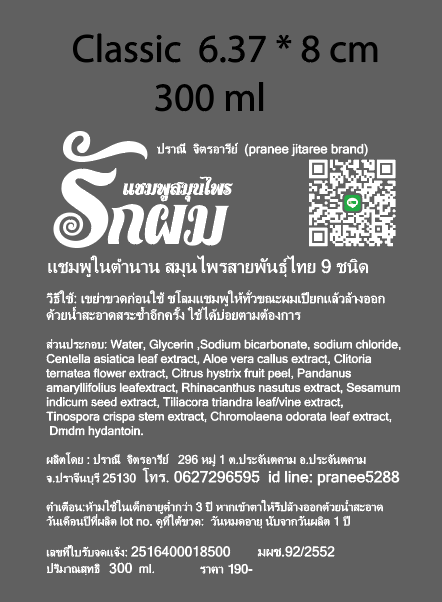 Classic 6.37 * 8 cm
300 ml
ปราณี จิตรอารีย์ (pranee jitaree brand)
แชมพูสมุนไพร
รักผม
แชมพูในตำนาน สมุนไพรสายพันธุ์ไทย 9 ชนิด
วิธีใช้: เขย่าขวดก่อนใช้ ชโลมแชมพูให้ทั่วขณะผมเปียกแล้วล้างออก
ด้วยน้ำสะอาดสระซ้ำอีกครั้ง ใช้ได้บ่อยตามต้องการ
ส่วนประกอบ: Water, Glycerin ,Sodium bicarbonate, sodium chloride,
Centella asiatica leaf extract, Aloe vera callus extract, Clitoria
ternatea flower extract, Citrus hystrix fruit peel, Pandanus
amaryllifolius leafextract, Rhinacanthus nasutus extract, Sesamum
indicum seed extract, Tiliacora triandra leaf/vine extract,
Tinospora crispa stem extract, Chromolaena odorata leaf extract,
Dmdm hydantoin.
ผลิตโดย : ปราณี จิตรอารีย์ 296 หมู่ 1 ต.ประจันตคาม อ.ประจันตคาม
จ.ปราจีนบุรี 25130 โทร. 0627296595 id line: pranee5288
คำเตือน:ห้ามใช้ในเด็กอายุต่ำกว่า 3 ปี หากเข้าตาให้รีบล้างออกด้วยน้ำสะอาด
วันเดือนปีที่ผลิต lot no. ดูที่ใต้ขวด: วันหมดอายุ นับจากวันผลิต 1 ปี
เลขที่ใบรับจดแจ้ง: 2516400018500 มผช.92/2552
ปริมาณสุทธิ 300 ml. ราคา 190-